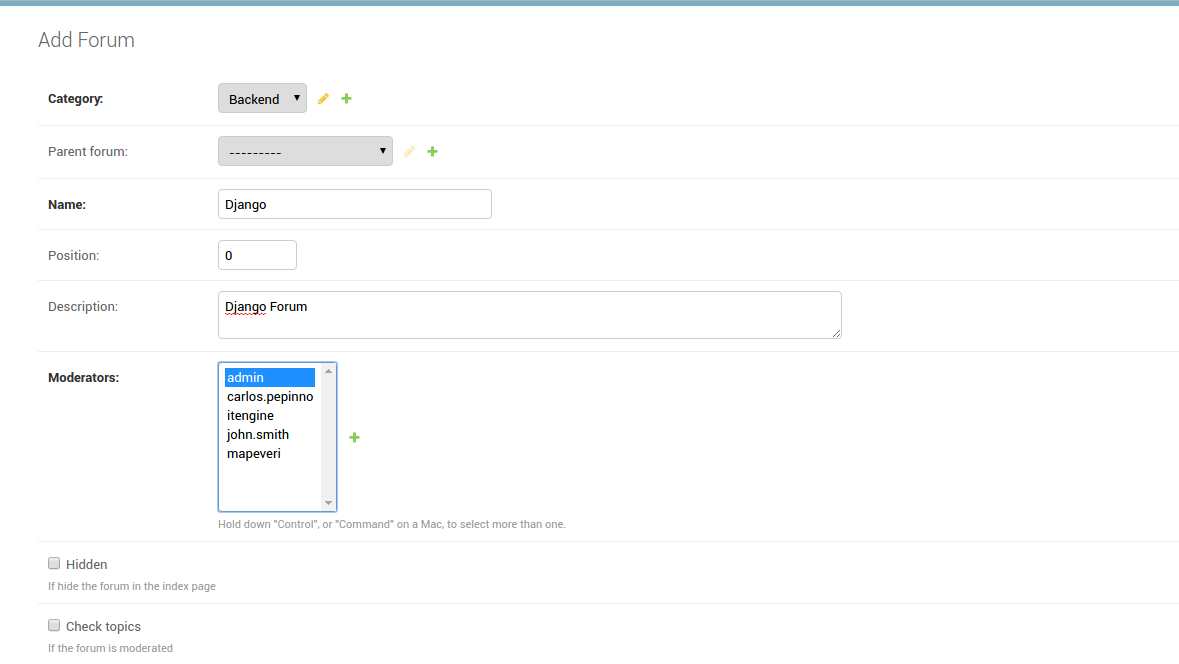 Add Forum
Category:
Backend
Parent forum:
---------
Name:
Django
Position:
0
Description:
Django Forum
Moderators:
admin
carlos.pepinno
itengine
john.smith
mapeveri
Hold down "Control", or "Command" on a Mac, to select more than one.
Hidden
If hide the forum in the index page
Check topics
If the forum is moderated